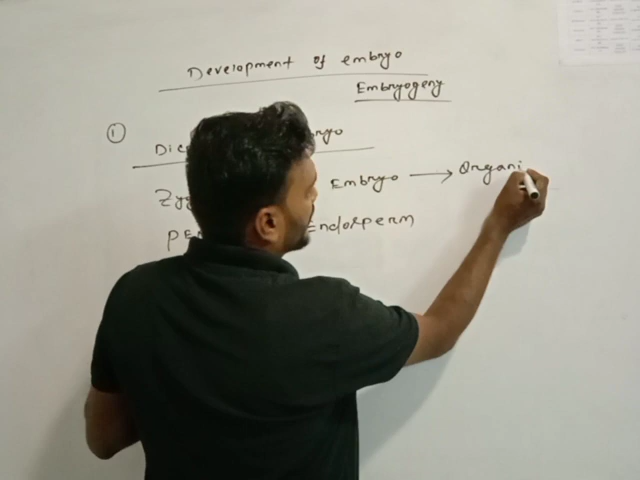 Development of embryo
Embryogeny
①
Embryo → Organi
Endosperm